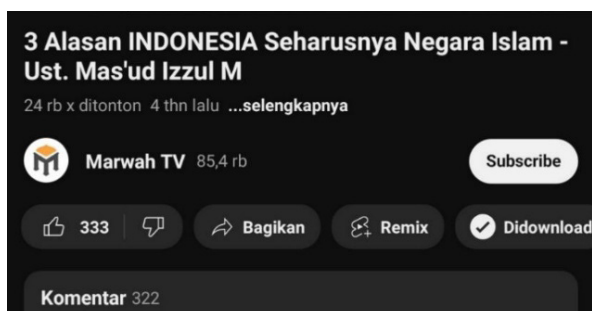 3 Alasan INDONESIA Seharusnya Negara Islam -
Ust. Mas'ud Izzul M
24 rb x ditonton 4 thn lalu ...selengkapnya
Marwah TV 85,4 rb
Subscribe
333
Bagikan
Remix
Didownload
Komentar 322